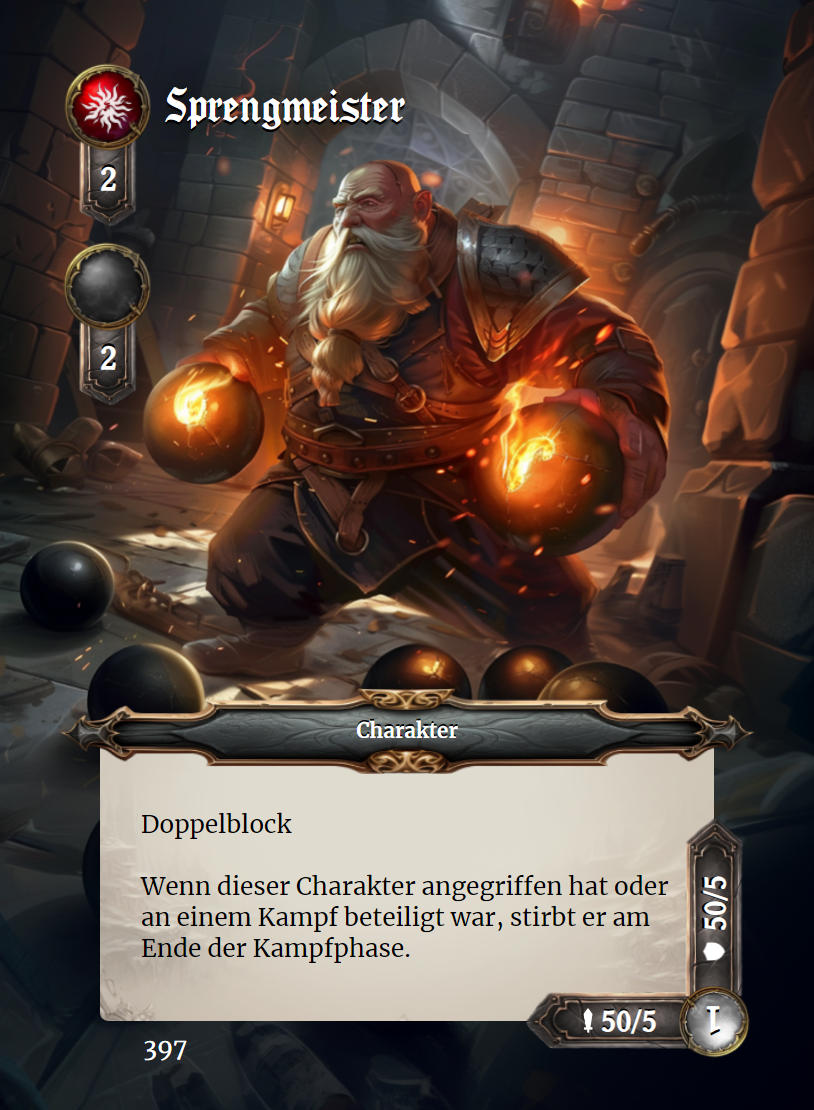 Sprengmeister
2
2
Charakter
Doppelblock
Wenn dieser Charakter angegriffen hat oder
an einem Kampf beteiligt war, stirbt er am
Ende der Kampfphase.
50/5
50/5
1
397